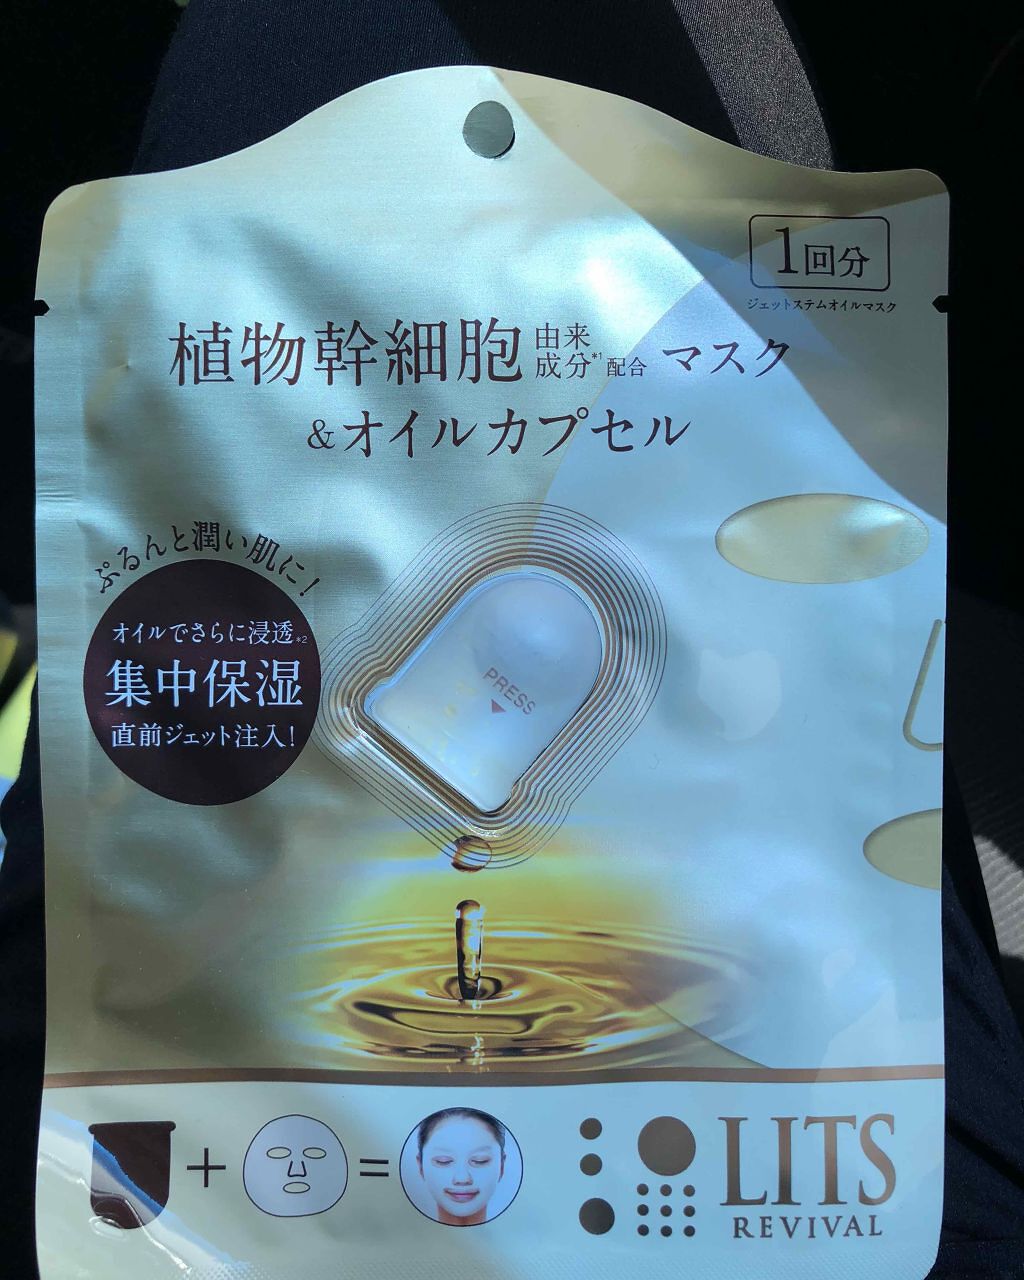 1回分
ジェットステムオイルマスク
植物幹細胞由来成分*1配合 マスク
&オイルカプセル
ぷるんと潤い肌に!
オイルでさらに浸透*2
集中保湿
直前ジェット注入!
PRESS
+ =
LITS
REVIVAL